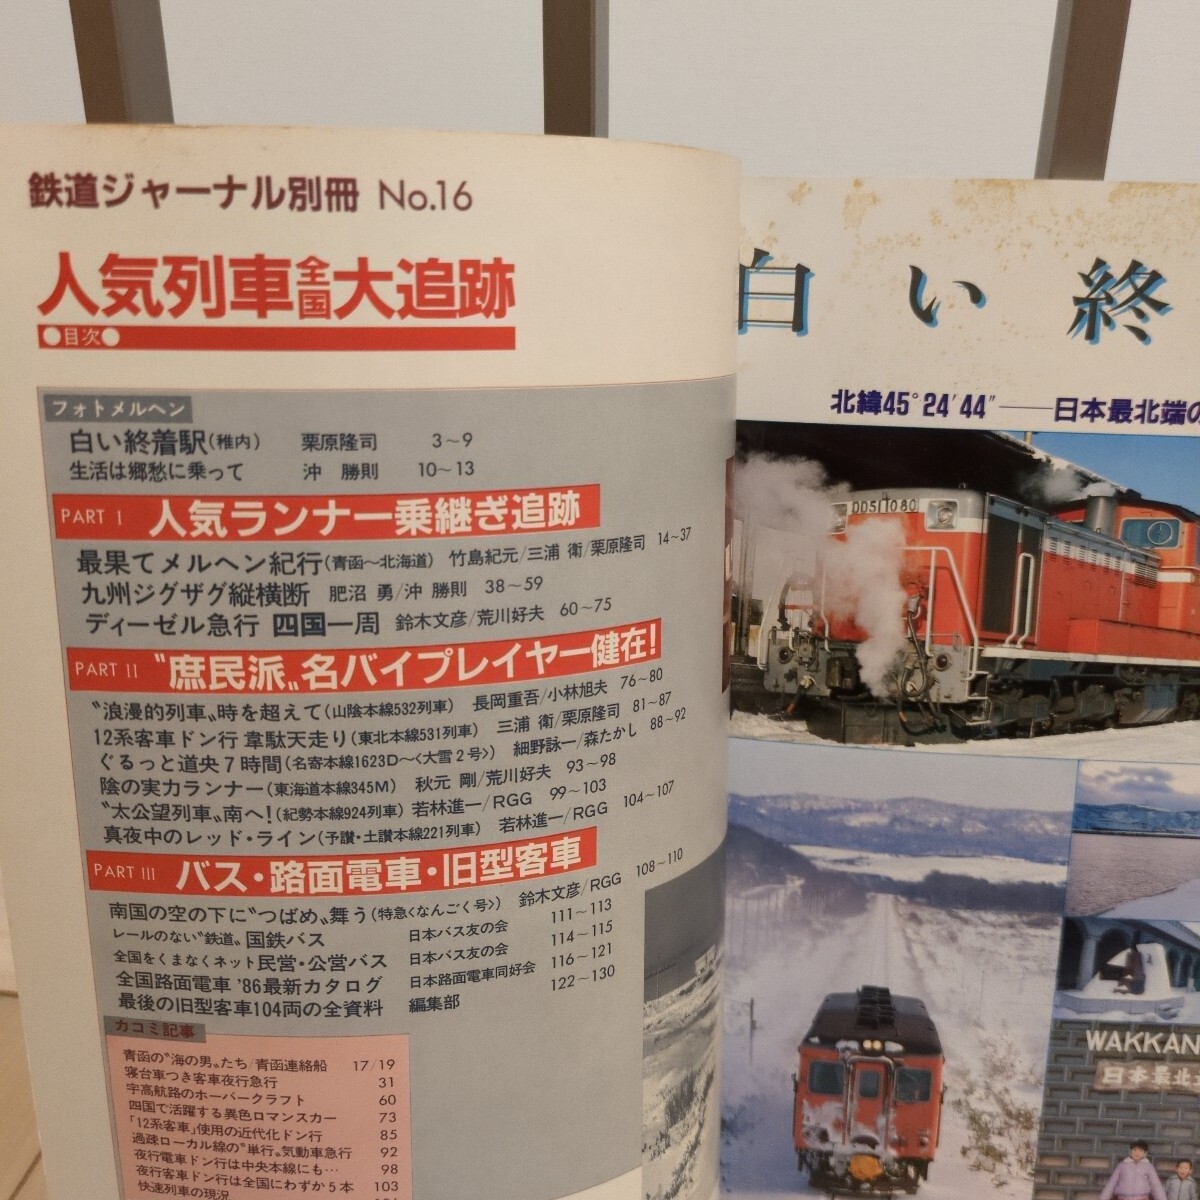 鉄道ジャーナル別冊 No.16
人気列車全国大追跡
●目次●
フォトメルヘン
白い終着駅(稚内) 栗原隆司 3〜9
生活は郷愁に乗って 沖 勝則 10〜13
PART I 人気ランナー乗継ぎ追跡
最果てメルヘン紀行(青函〜北海道) 竹島紀元/三浦 衛/栗原隆司 14〜37
九州ジグザグ縦横断 肥沼 勇/沖 勝則 38〜59
ディーゼル急行 四国一周 鈴木文彦/荒川好夫 60〜75
PART II 〝庶民派〟名バイプレイヤー健在!
〝浪漫的列車〟時を超えて(山陰本線532列車) 長岡重吾/小林旭夫 76〜80
12系客車ドン行 韋駄天走り(東北本線531列車) 三浦 衛/栗原隆司 81〜87
ぐるっと道央7時間(名寄本線1623D〜〈大雪2号〉) 細野詠一/森たかし 88〜92
陰の実力ランナー(東海道本線345M) 秋元 剛/荒川好夫 93〜98
〝太公望列車〟南へ!(紀勢本線924列車) 若林進一/RGG 99〜103
真夜中のレッド・ライン(予讃・土讃本線221列車) 若林進一/RGG 104〜107
PART III バス・路面電車・旧型客車
南国の空の下に〝つばめ〟舞う(特急〈なんごく号〉) 鈴木文彦/RGG 108〜110
レールのない〝鉄道〟国鉄バス 日本バス友の会 111〜113
全国をくまなくネット民営・公営バス 日本バス友の会 114〜115
全国路面電車 '86最新カタログ 日本路面電車同好会 116〜121
最後の旧型客車104両の全資料 編集部 122〜130
カコミ記事
青函の〝海の男〟たち/青函連絡船 17/19
寝台車つき客車夜行急行 31
宇高航路のホーバークラフト 60
四国で活躍する異色ロマンスカー 73
「12系客車」使用の近代化ドン行 85
過疎ローカル線の〝単行〟気動車急行 92
夜行電車ドン行は中央本線にも… 98
夜行客車ドン行は全国にわずか5本 103
快速列車の現況
白い終
北緯45°24′44″——日本最北端の
DD51 1080
WAKKAN
日本最北